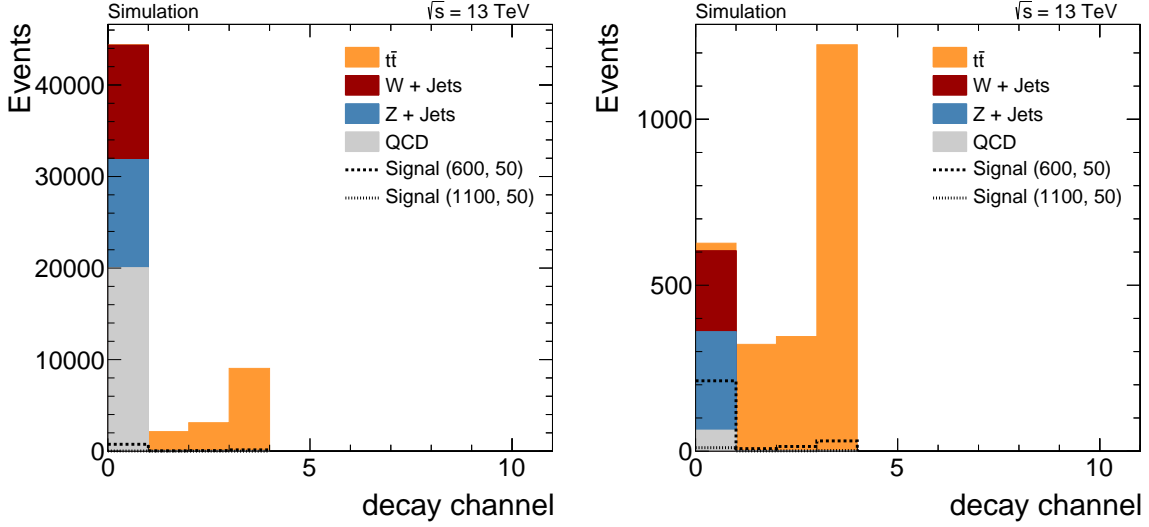 Simulation
√s = 13 TeV
Events
40000
30000
20000
10000
0
tt̄
W + Jets
Z + Jets
QCD
Signal (600, 50)
Signal (1100, 50)
0 5 10
decay channel
Simulation
√s = 13 TeV
Events
1000
500
0
tt̄
W + Jets
Z + Jets
QCD
Signal (600, 50)
Signal (1100, 50)
0 5 10
decay channel